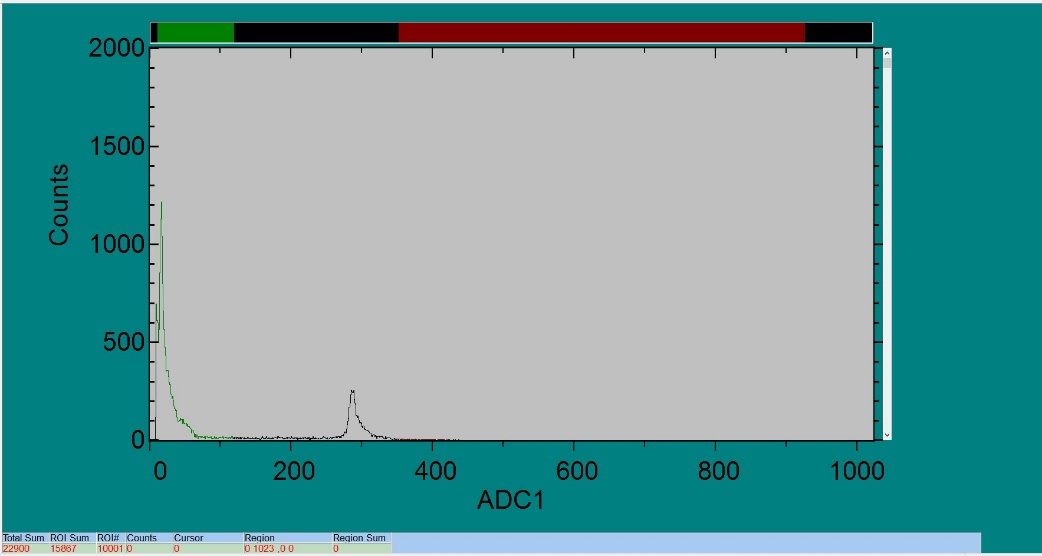 2000
1500
1000
500
0
Counts
0 200 400 600 800 1000
ADC1
Total Sum ROI Sum ROI# Counts Cursor Region Region Sum
22900 15867 10001 0 0 0 1023 ,0 0 0